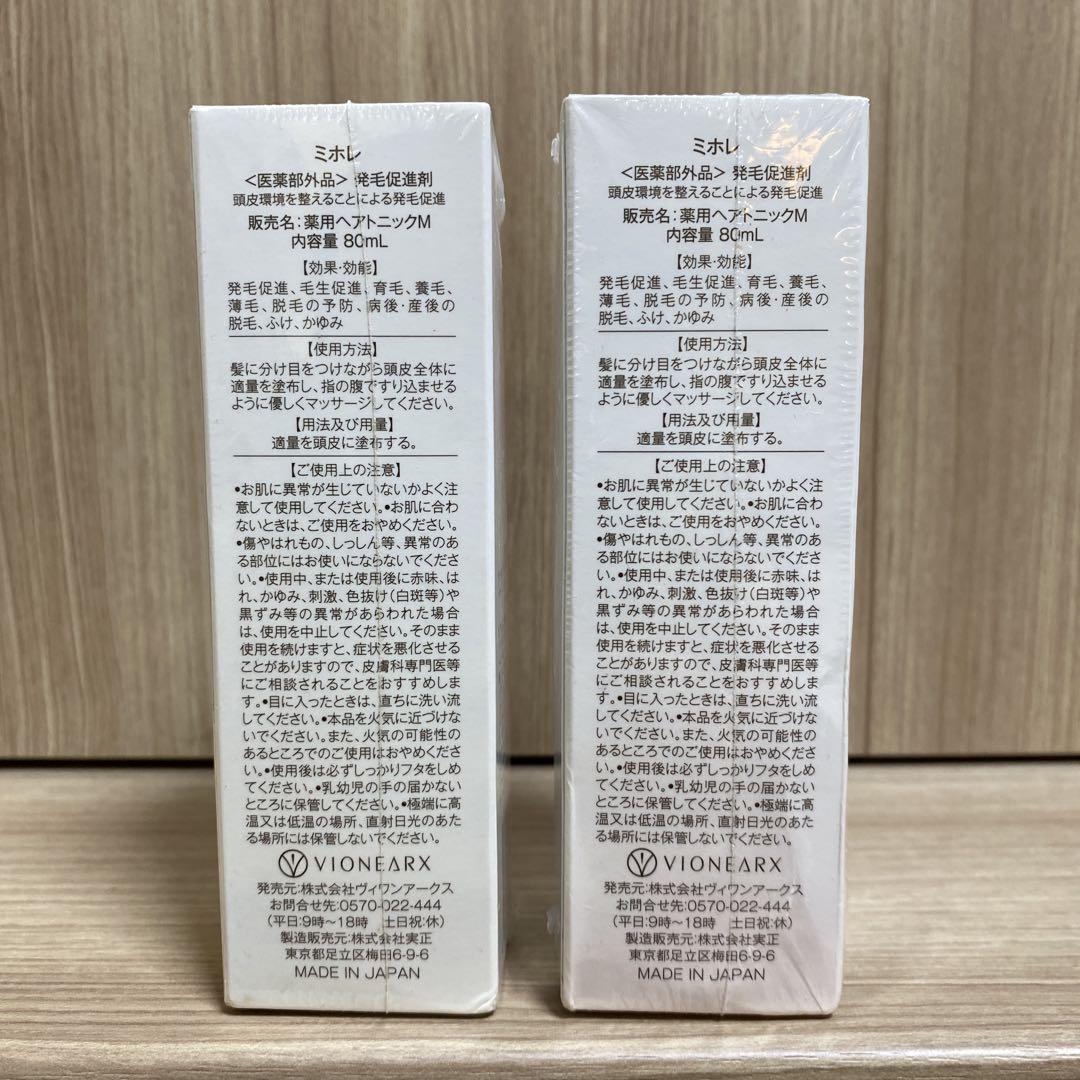 ミホレ
<医薬部外品> 発毛促進剤
頭皮環境を整えることによる発毛促進
販売名:薬用ヘアトニックM
内容量 80mL
【効果・効能】
発毛促進、毛生促進、育毛、養毛、
薄毛、脱毛の予防、病後・産後の
脱毛、ふけ、かゆみ
【使用方法】
髪に分け目をつけながら頭皮全体に
適量を塗布し、指の腹ですり込ませる
ように優しくマッサージしてください。
【用法及び用量】
適量を頭皮に塗布する。
【ご使用上の注意】
•お肌に異常が生じていないかよく注
意して使用してください。•お肌に合わ
ないときは、ご使用をおやめください。
•傷やはれもの、しっしん等、異常のあ
る部位にはお使いにならないでくださ
い。•使用中、または使用後に赤味、は
れ、かゆみ、刺激、色抜け(白斑等)や
黒ずみ等の異常があらわれた場合
は、使用を中止してください。そのまま
使用を続けますと、症状を悪化させる
ことがありますので、皮膚科専門医等
にご相談されることをおすすめしま
す。•目に入ったときは、直ちに洗い流
してください。•本品を火気に近づけな
いでください。また、火気の可能性の
あるところでのご使用はおやめくださ
い。•使用後は必ずしっかりフタをしめ
てください。•乳幼児の手の届かない
ところに保管してください。•極端に高
温又は低温の場所、直射日光のあた
る場所には保管しないでください。
VIONEARX
発売元:株式会社ヴィワンアークス
お問合せ先:0570-022-444
(平日:9時〜18時 土日祝:休)
製造販売元:株式会社実正
東京都足立区梅田6-9-6
MADE IN JAPAN
ミホレ
<医薬部外品> 発毛促進剤
頭皮環境を整えることによる発毛促進
販売名:薬用ヘアトニックM
内容量 80mL
【効果・効能】
発毛促進、毛生促進、育毛、養毛、
薄毛、脱毛の予防、病後・産後の
脱毛、ふけ、かゆみ
【使用方法】
髪に分け目をつけながら頭皮全体に
適量を塗布し、指の腹ですり込ませる
ように優しくマッサージしてください。
【用法及び用量】
適量を頭皮に塗布する。
【ご使用上の注意】
•お肌に異常が生じていないかよく注
意して使用してください。•お肌に合わ
ないときは、ご使用をおやめください。
•傷やはれもの、しっしん等、異常のあ
る部位にはお使いにならないでくださ
い。•使用中、または使用後に赤味、は
れ、かゆみ、刺激、色抜け(白斑等)や
黒ずみ等の異常があらわれた場合
は、使用を中止してください。そのまま
使用を続けますと、症状を悪化させる
ことがありますので、皮膚科専門医等
にご相談されることをおすすめしま
す。•目に入ったときは、直ちに洗い流
してください。•本品を火気に近づけな
いでください。また、火気の可能性の
あるところでのご使用はおやめくださ
い。•使用後は必ずしっかりフタをしめ
てください。•乳幼児の手の届かない
ところに保管してください。•極端に高
温又は低温の場所、直射日光のあた
る場所には保管しないでください。
VIONEARX
発売元:株式会社ヴィワンアークス
お問合せ先:0570-022-444
(平日:9時〜18時 土日祝:休)
製造販売元:株式会社実正
東京都足立区梅田6-9-6
MADE IN JAPAN